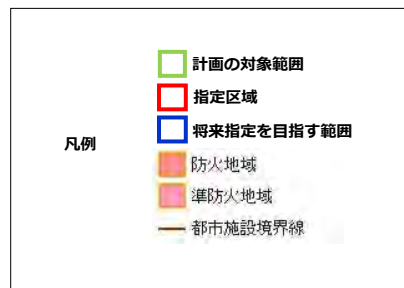 計画の対象範囲
指定区域
将来指定を目指す範囲
凡例
防火地域
準防火地域
都市施設境界線